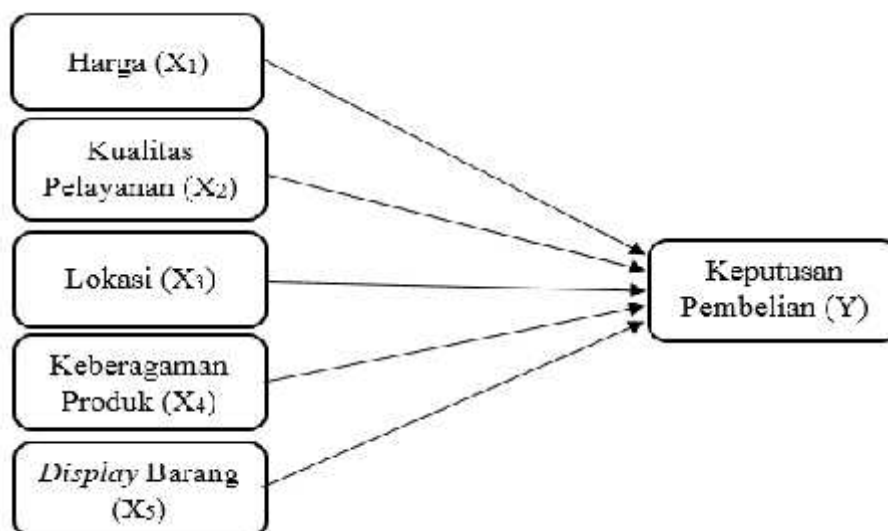 Harga (X1)
Kualitas
Pelayanan (X2)
Lokasi (X3)
Keberagaman
Produk (X4)
Display Barang
(X5)
Keputusan
Pembelian (Y)